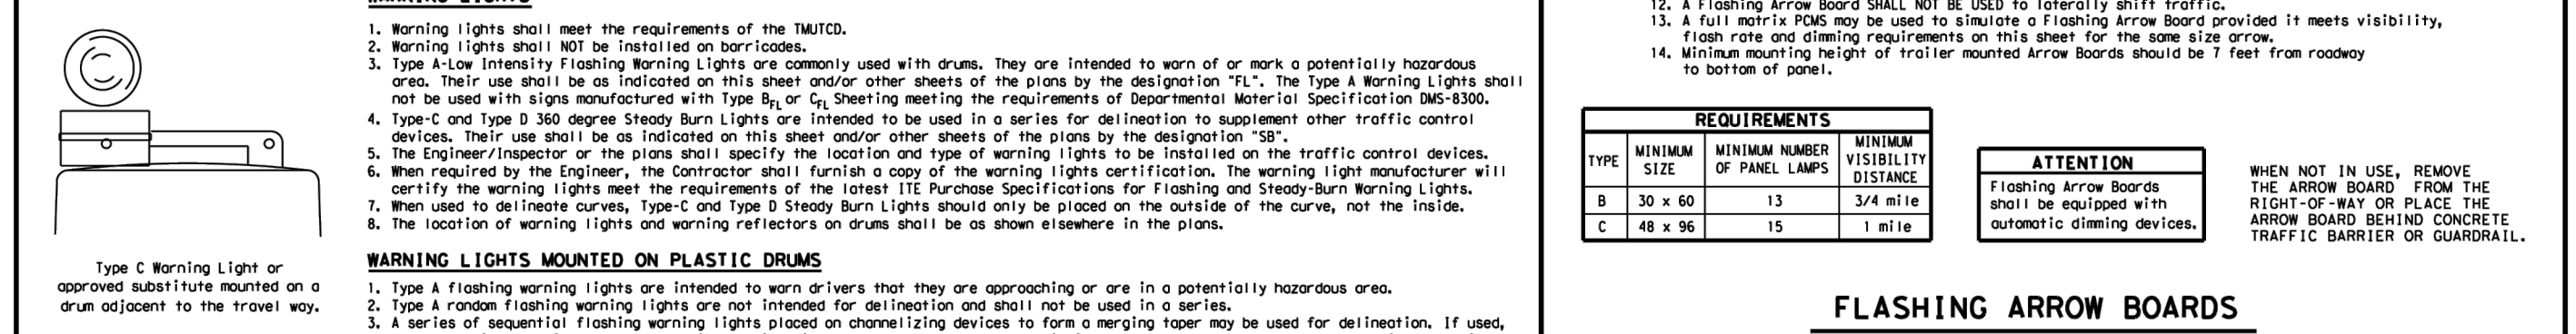 WARNING LIGHTS
1. Warning lights shall meet the requirements of the TMUTCD.
2. Warning lights shall NOT be installed on barricades.
3. Type A-Low Intensity Flashing Warning Lights are commonly used with drums. They are intended to warn of or mark a potentially hazardous
area. Their use shall be as indicated on this sheet and/or other sheets of the plans by the designation "FL". The Type A Warning Lights shall
not be used with signs manufactured with Type BFL or CFL Sheeting meeting the requirements of Departmental Material Specification DMS-8300.
4. Type-C and Type D 360 degree Steady Burn Lights are intended to be used in a series for delineation to supplement other traffic control
devices. Their use shall be as indicated on this sheet and/or other sheets of the plans by the designation "SB".
5. The Engineer/Inspector or the plans shall specify the location and type of warning lights to be installed on the traffic control devices.
6. When required by the Engineer, the Contractor shall furnish a copy of the warning lights certification. The warning light manufacturer will
certify the warning lights meet the requirements of the latest ITE Purchase Specifications for Flashing and Steady-Burn Warning Lights.
7. When used to delineate curves, Type-C and Type D Steady Burn Lights should only be placed on the outside of the curve, not the inside.
8. The location of warning lights and warning reflectors on drums shall be as shown elsewhere in the plans.
Type C Warning Light or
approved substitute mounted on a
drum adjacent to the travel way.
WARNING LIGHTS MOUNTED ON PLASTIC DRUMS
1. Type A flashing warning lights are intended to warn drivers that they are approaching or are in a potentially hazardous area.
2. Type A random flashing warning lights are not intended for delineation and shall not be used in a series.
3. A series of sequential flashing warning lights placed on channelizing devices to form a merging taper may be used for delineation. If used,
12. A Flashing Arrow Board SHALL NOT BE USED to laterally shift traffic.
13. A full matrix PCMS may be used to simulate a Flashing Arrow Board provided it meets visibility,
flash rate and dimming requirements on this sheet for the same size arrow.
14. Minimum mounting height of trailer mounted Arrow Boards should be 7 feet from roadway
to bottom of panel.
REQUIREMENTS
TYPE
MINIMUM
SIZE
MINIMUM NUMBER
OF PANEL LAMPS
MINIMUM
VISIBILITY
DISTANCE
B 30 x 60 13 3/4 mile
C 48 x 96 15 1 mile
ATTENTION
Flashing Arrow Boards
shall be equipped with
automatic dimming devices.
WHEN NOT IN USE, REMOVE
THE ARROW BOARD FROM THE
RIGHT-OF-WAY OR PLACE THE
ARROW BOARD BEHIND CONCRETE
TRAFFIC BARRIER OR GUARDRAIL.
FLASHING ARROW BOARDS